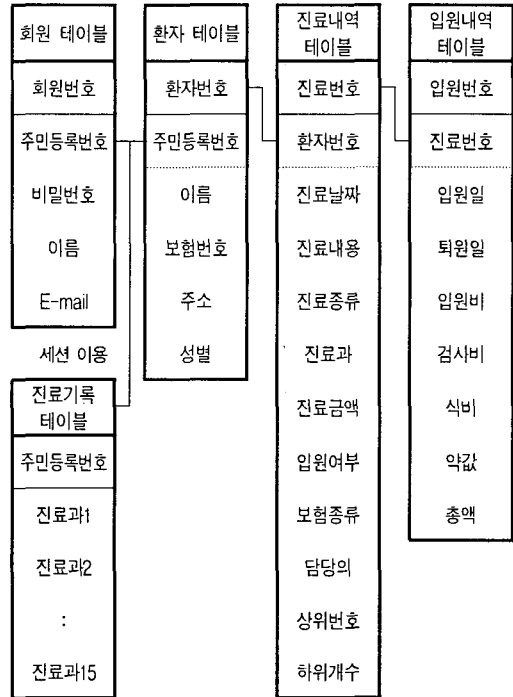 회원 테이블
회원번호
주민등록번호
비밀번호
이름
E-mail
세션 이용
진료기록
테이블
주민등록번호
진료과1
진료과2
:
진료과15
환자 테이블
환자번호
주민등록번호
이름
보험번호
주소
성별
진료내역
테이블
진료번호
환자번호
진료날짜
진료내용
진료종류
진료과
진료금액
입원여부
보험종류
담당의
상위번호
하위개수
입원내역
테이블
입원번호
진료번호
입원일
퇴원일
입원비
검사비
식비
약값
총액